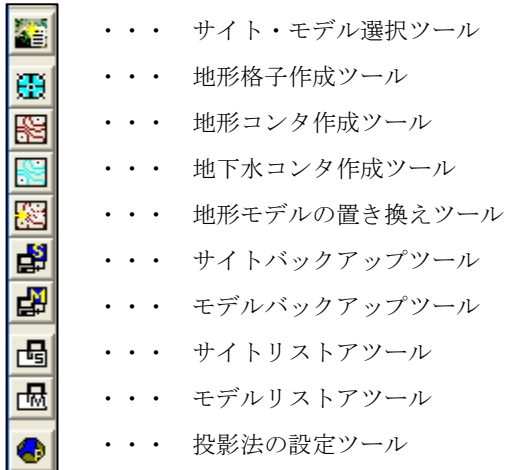 ・・・ サイト・モデル選択ツール
・・・ 地形格子作成ツール
・・・ 地形コンタ作成ツール
・・・ 地下水コンタ作成ツール
・・・ 地形モデルの置き換えツール
S ・・・ サイトバックアップツール
M ・・・ モデルバックアップツール
S ・・・ サイトリストアツール
M ・・・ モデルリストアツール
・・・ 投影法の設定ツール